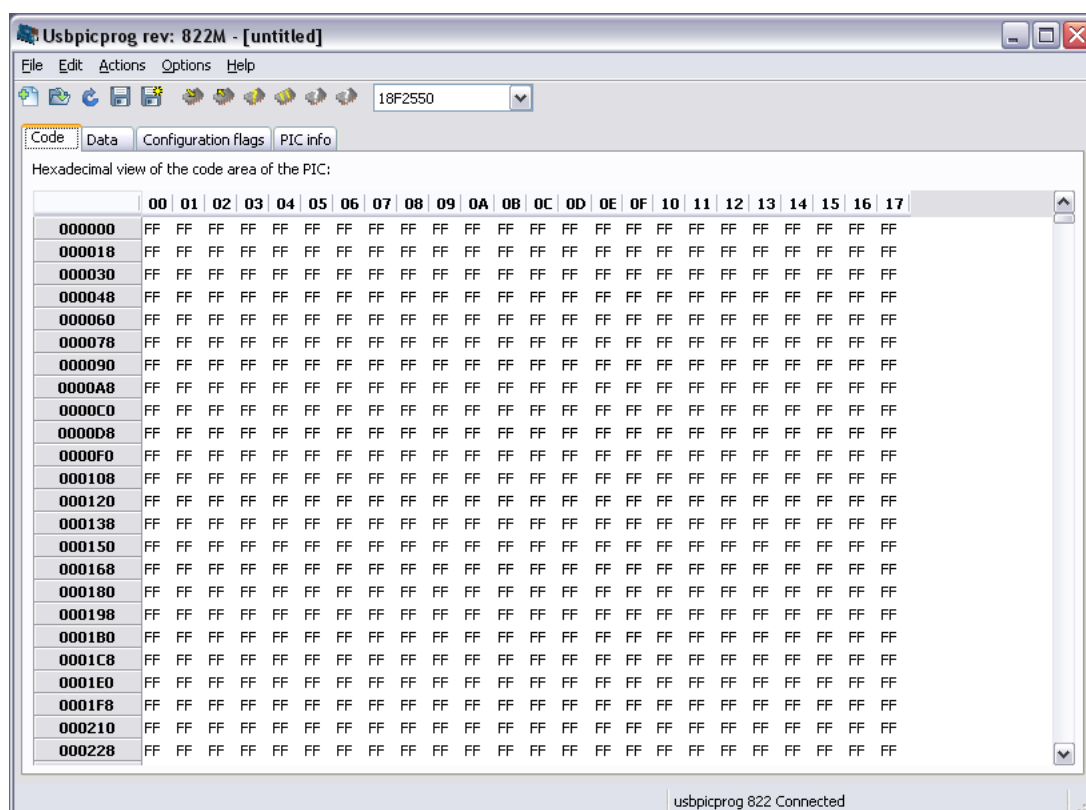 Usbpicprog rev: 822M - [untitled]
File Edit Actions Options Help
18F2550
Code Data Configuration flags PIC info
Hexadecimal view of the code area of the PIC:
00 01 02 03 04 05 06 07 08 09 0A 0B 0C 0D 0E 0F 10 11 12 13 14 15 16 17
000000 FF FF FF FF FF FF FF FF FF FF FF FF FF FF FF FF FF FF FF FF FF FF FF FF
000018 FF FF FF FF FF FF FF FF FF FF FF FF FF FF FF FF FF FF FF FF FF FF FF FF
000030 FF FF FF FF FF FF FF FF FF FF FF FF FF FF FF FF FF FF FF FF FF FF FF FF
000048 FF FF FF FF FF FF FF FF FF FF FF FF FF FF FF FF FF FF FF FF FF FF FF FF
000060 FF FF FF FF FF FF FF FF FF FF FF FF FF FF FF FF FF FF FF FF FF FF FF FF
000078 FF FF FF FF FF FF FF FF FF FF FF FF FF FF FF FF FF FF FF FF FF FF FF FF
000090 FF FF FF FF FF FF FF FF FF FF FF FF FF FF FF FF FF FF FF FF FF FF FF FF
0000A8 FF FF FF FF FF FF FF FF FF FF FF FF FF FF FF FF FF FF FF FF FF FF FF FF
0000C0 FF FF FF FF FF FF FF FF FF FF FF FF FF FF FF FF FF FF FF FF FF FF FF FF
0000D8 FF FF FF FF FF FF FF FF FF FF FF FF FF FF FF FF FF FF FF FF FF FF FF FF
0000F0 FF FF FF FF FF FF FF FF FF FF FF FF FF FF FF FF FF FF FF FF FF FF FF FF
000108 FF FF FF FF FF FF FF FF FF FF FF FF FF FF FF FF FF FF FF FF FF FF FF FF
000120 FF FF FF FF FF FF FF FF FF FF FF FF FF FF FF FF FF FF FF FF FF FF FF FF
000138 FF FF FF FF FF FF FF FF FF FF FF FF FF FF FF FF FF FF FF FF FF FF FF FF
000150 FF FF FF FF FF FF FF FF FF FF FF FF FF FF FF FF FF FF FF FF FF FF FF FF
000168 FF FF FF FF FF FF FF FF FF FF FF FF FF FF FF FF FF FF FF FF FF FF FF FF
000180 FF FF FF FF FF FF FF FF FF FF FF FF FF FF FF FF FF FF FF FF FF FF FF FF
000198 FF FF FF FF FF FF FF FF FF FF FF FF FF FF FF FF FF FF FF FF FF FF FF FF
0001B0 FF FF FF FF FF FF FF FF FF FF FF FF FF FF FF FF FF FF FF FF FF FF FF FF
0001C8 FF FF FF FF FF FF FF FF FF FF FF FF FF FF FF FF FF FF FF FF FF FF FF FF
0001E0 FF FF FF FF FF FF FF FF FF FF FF FF FF FF FF FF FF FF FF FF FF FF FF FF
0001F8 FF FF FF FF FF FF FF FF FF FF FF FF FF FF FF FF FF FF FF FF FF FF FF FF
000210 FF FF FF FF FF FF FF FF FF FF FF FF FF FF FF FF FF FF FF FF FF FF FF FF
000228 FF FF FF FF FF FF FF FF FF FF FF FF FF FF FF FF FF FF FF FF FF FF FF FF
usbpicprog 822 Connected